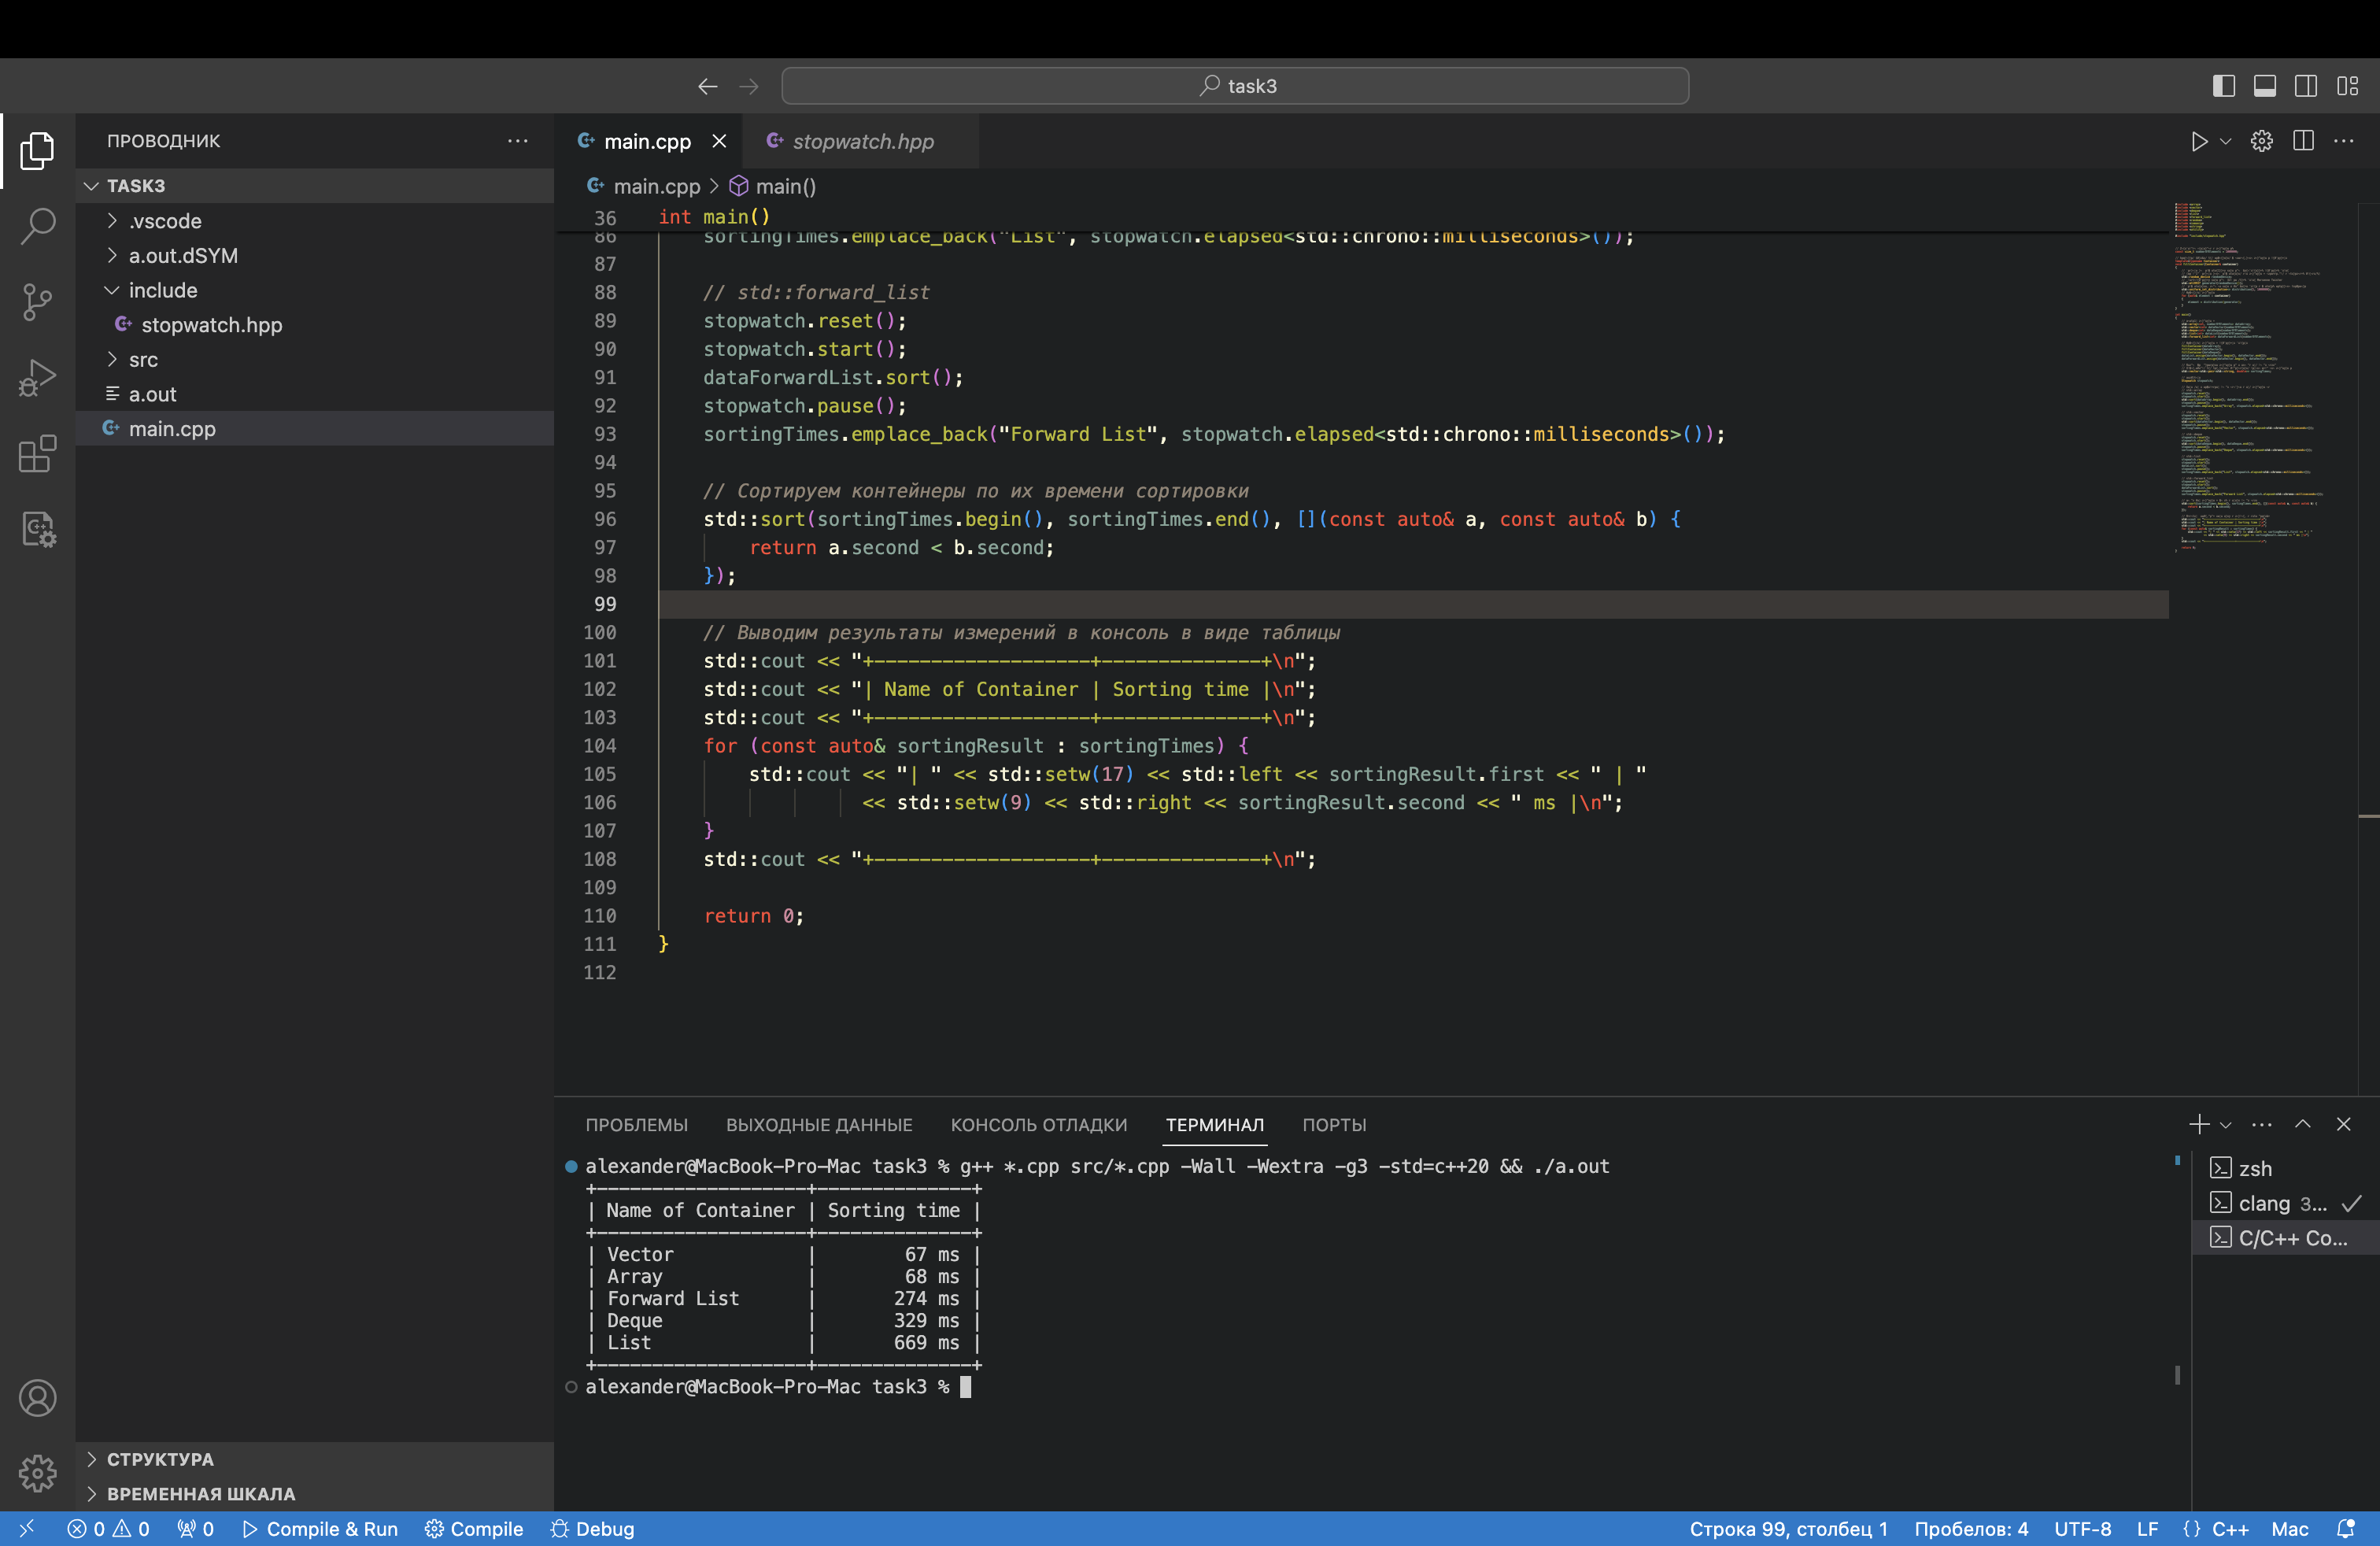 task3
ПРОВОДНИК
TASK3
.vscode
a.out.dSYM
include
stopwatch.hpp
src
a.out
main.cpp
СТРУКТУРА
ВРЕМЕННАЯ ШКАЛА
main.cpp
stopwatch.hpp
main.cpp > main()
36 int main()
86 sortingTimes.emplace_back("List", stopwatch.elapsed<std::chrono::milliseconds>());
87
88 // std::forward_list
89 stopwatch.reset();
90 stopwatch.start();
91 dataForwardList.sort();
92 stopwatch.pause();
93 sortingTimes.emplace_back("Forward List", stopwatch.elapsed<std::chrono::milliseconds>());
94
95 // Сортируем контейнеры по их времени сортировки
96 std::sort(sortingTimes.begin(), sortingTimes.end(), [](const auto& a, const auto& b) {
97 return a.second < b.second;
98 });
99
100 // Выводим результаты измерений в консоль в виде таблицы
101 std::cout << "+-------------------+--------------+\n";
102 std::cout << "| Name of Container | Sorting time |\n";
103 std::cout << "+-------------------+--------------+\n";
104 for (const auto& sortingResult : sortingTimes) {
105 std::cout << "| " << std::setw(17) << std::left << sortingResult.first << " | "
106 << std::setw(9) << std::right << sortingResult.second << " ms |\n";
107 }
108 std::cout << "+-------------------+--------------+\n";
109
110 return 0;
111 }
112
ПРОБЛЕМЫ ВЫХОДНЫЕ ДАННЫЕ КОНСОЛЬ ОТЛАДКИ ТЕРМИНАЛ ПОРТЫ
alexander@MacBook-Pro-Mac task3 % g++ *.cpp src/*.cpp -Wall -Wextra -g3 -std=c++20 && ./a.out
+-------------------+--------------+
| Name of Container | Sorting time |
+-------------------+--------------+
| Vector            |        67 ms |
| Array             |        68 ms |
| Forward List      |       274 ms |
| Deque             |       329 ms |
| List              |       669 ms |
+-------------------+--------------+
alexander@MacBook-Pro-Mac task3 %
zsh
clang 3...
C/C++ Co...
0 0 0 Compile & Run Compile Debug Строка 99, столбец 1 Пробелов: 4 UTF-8 LF {} C++ Mac